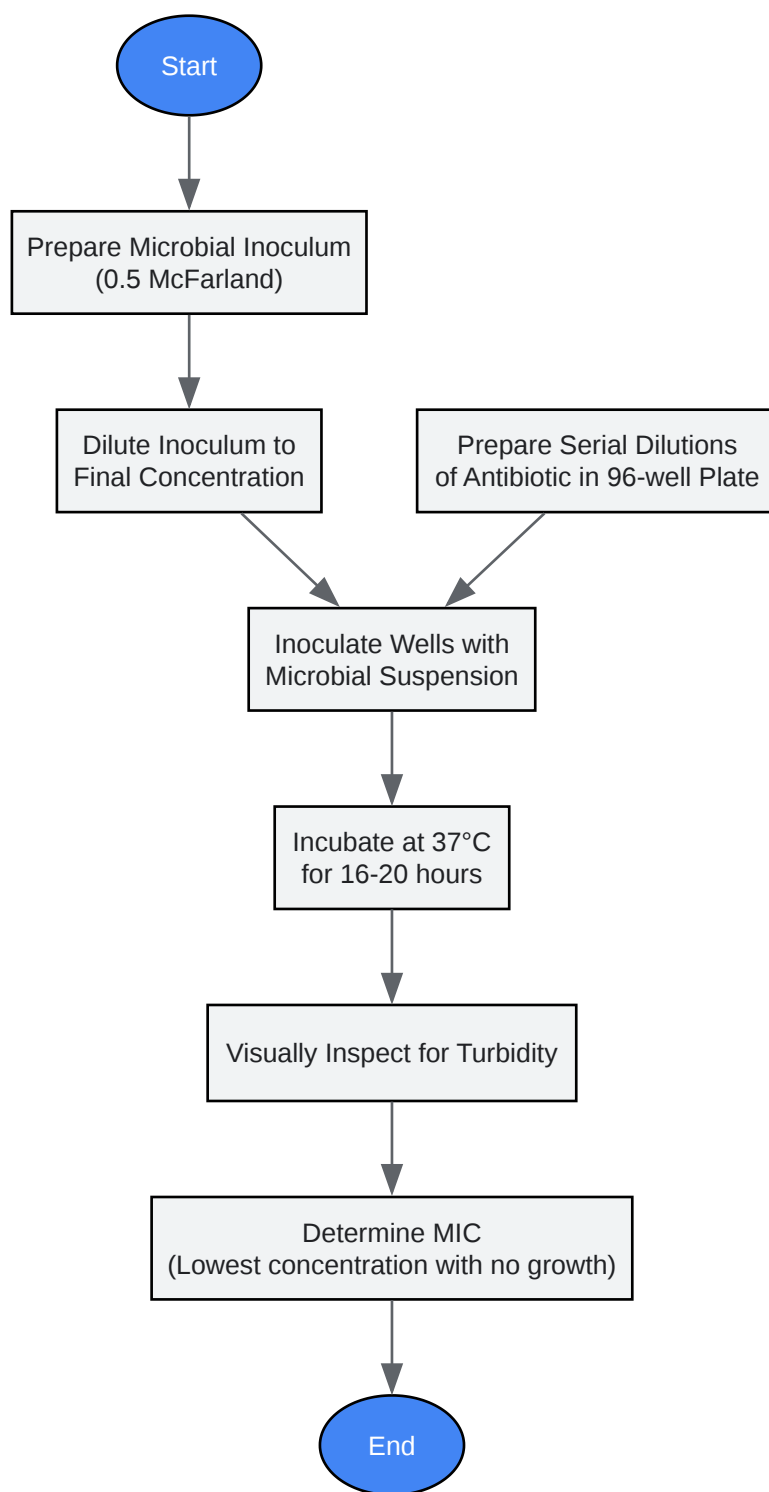 Start
Prepare Microbial Inoculum
(0.5 McFarland)
Dilute Inoculum to
Final Concentration
Prepare Serial Dilutions
of Antibiotic in 96-well Plate
Inoculate Wells with
Microbial Suspension
Incubate at 37°C
for 16-20 hours
Visually Inspect for Turbidity
Determine MIC
(Lowest concentration with no growth)
End